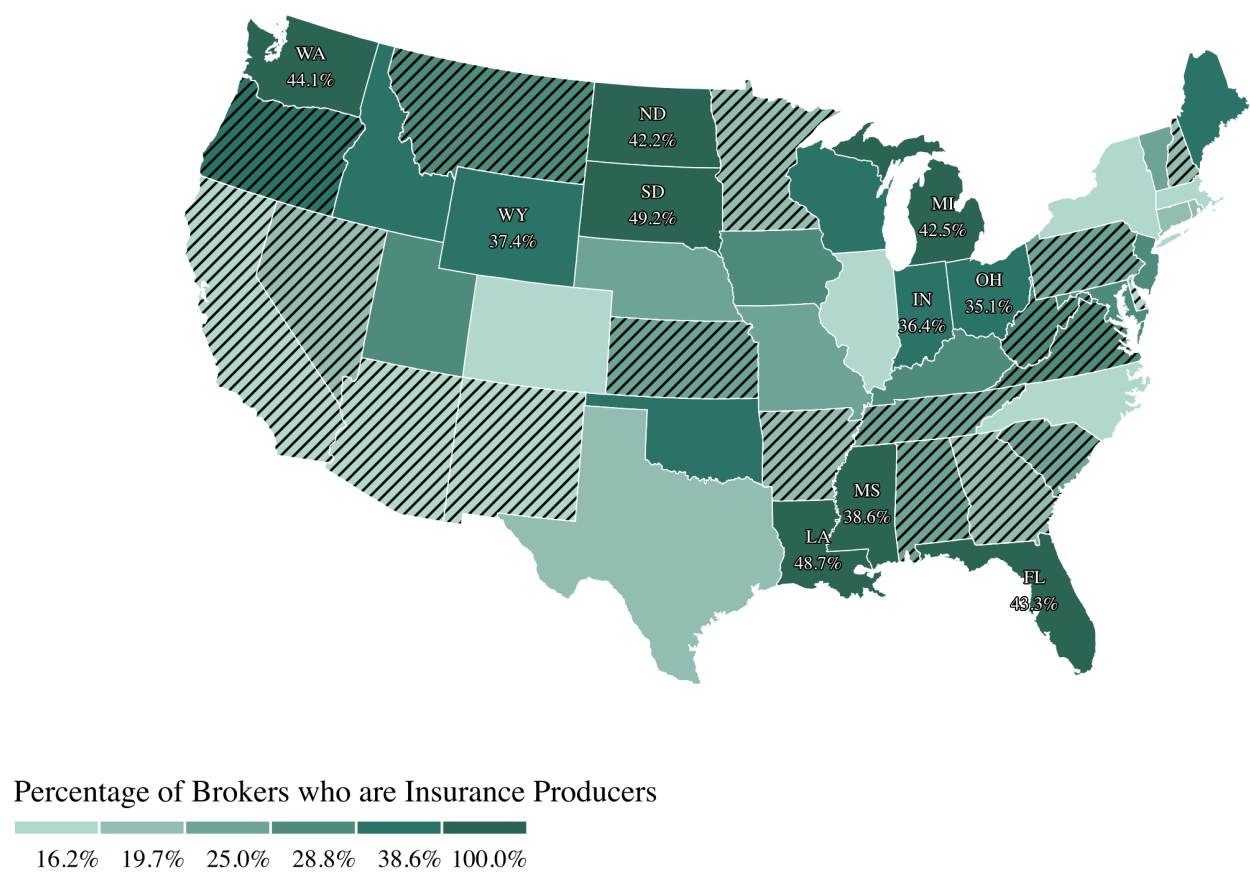 WA
44.1%
ND
42.2%
SD
49.2%
WY
37.4%
MI
42.5%
OH
35.1%
IN
36.4%
MS
38.6%
LA
48.7%
FL
43.3%
Percentage of Brokers who are Insurance Producers
16.2% 19.7% 25.0% 28.8% 38.6% 100.0%